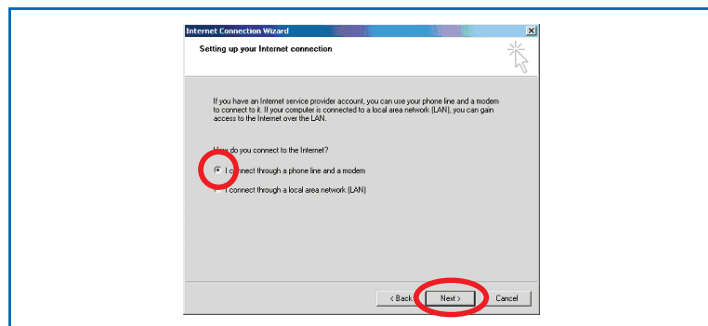 Internet Connection Wizard
Setting up your Internet connection
If you have an Internet service provider account, you can use your phone line and a modem
to connect to it. If your computer is connected to a local area network (LAN), you can gain
access to the Internet over the LAN.
How do you connect to the Internet?
I connect through a phone line and a modem
I connect through a local area network (LAN)
< Back Next > Cancel